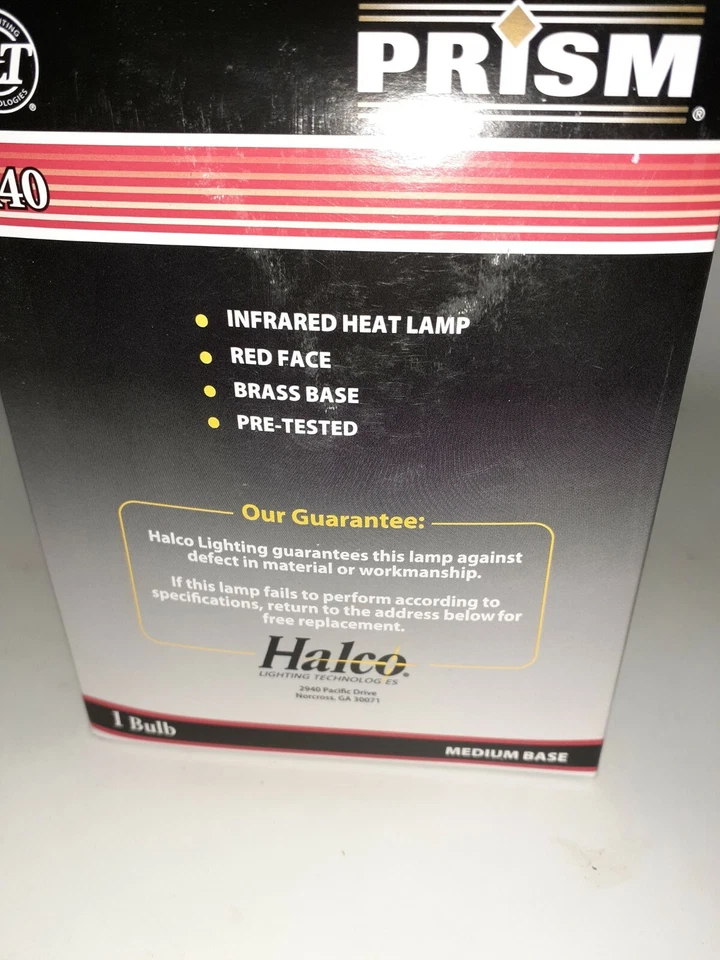 PRISM®
40
INFRARED HEAT LAMP
RED FACE
BRASS BASE
PRE-TESTED
Our Guarantee:
Halco Lighting guarantees this lamp against
defect in material or workmanship.
If this lamp fails to perform according to
specifications, return to the address below for
free replacement.
Halco®
LIGHTING TECHNOLOGIES
2940 Pacific Drive
Norcross, GA 30071
1 Bulb
MEDIUM BASE